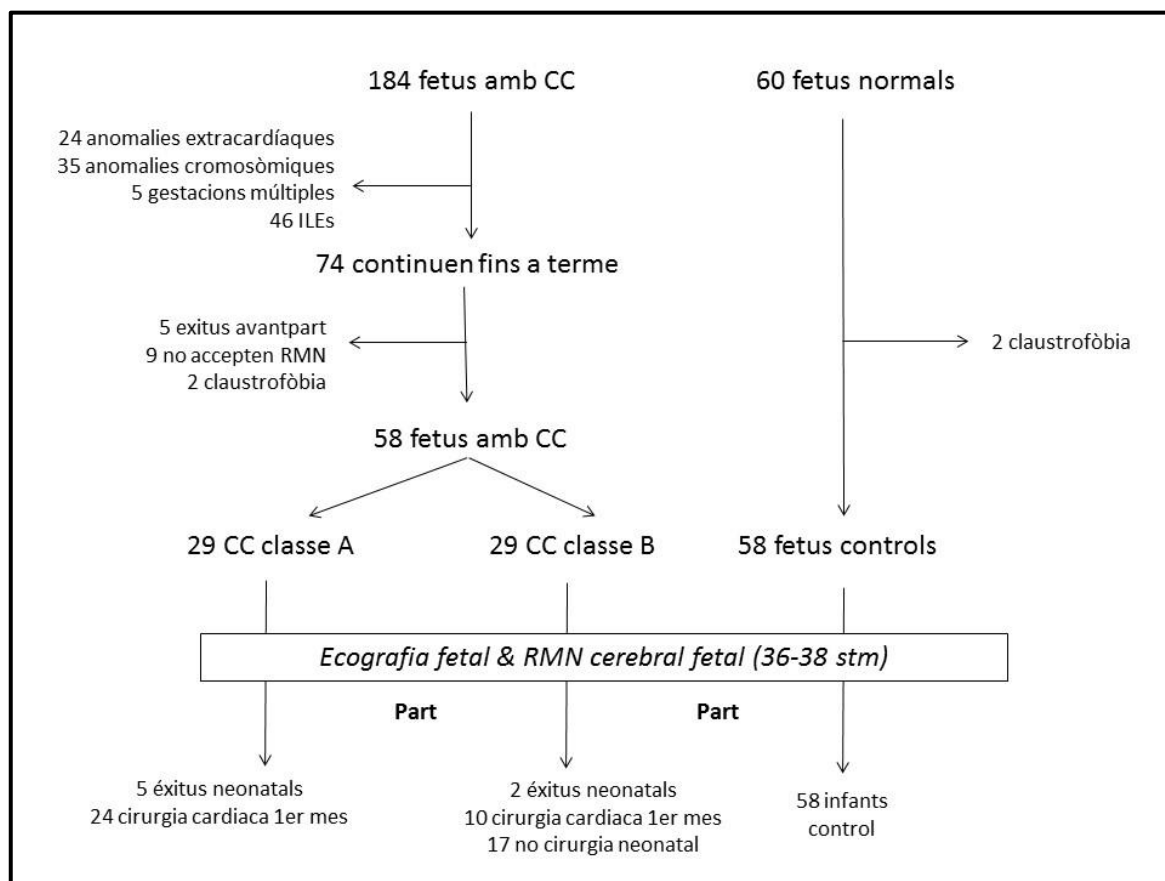 184 fetus amb CC
60 fetus normals
24 anomalies extracardíaques
35 anomalies cromosòmiques
5 gestacions múltiples
46 ILEs
74 continuen fins a terme
5 exitus avantpart
9 no accepten RMN
2 claustrofòbia
2 claustrofòbia
58 fetus amb CC
29 CC classe A
29 CC classe B
58 fetus controls
Ecografia fetal & RMN cerebral fetal (36-38 stm)
Part
Part
5 éxitus neonatals
24 cirurgia cardiaca 1er mes
2 éxitus neonatals
10 cirurgia cardiaca 1er mes
17 no cirurgia neonatal
58 infants
control